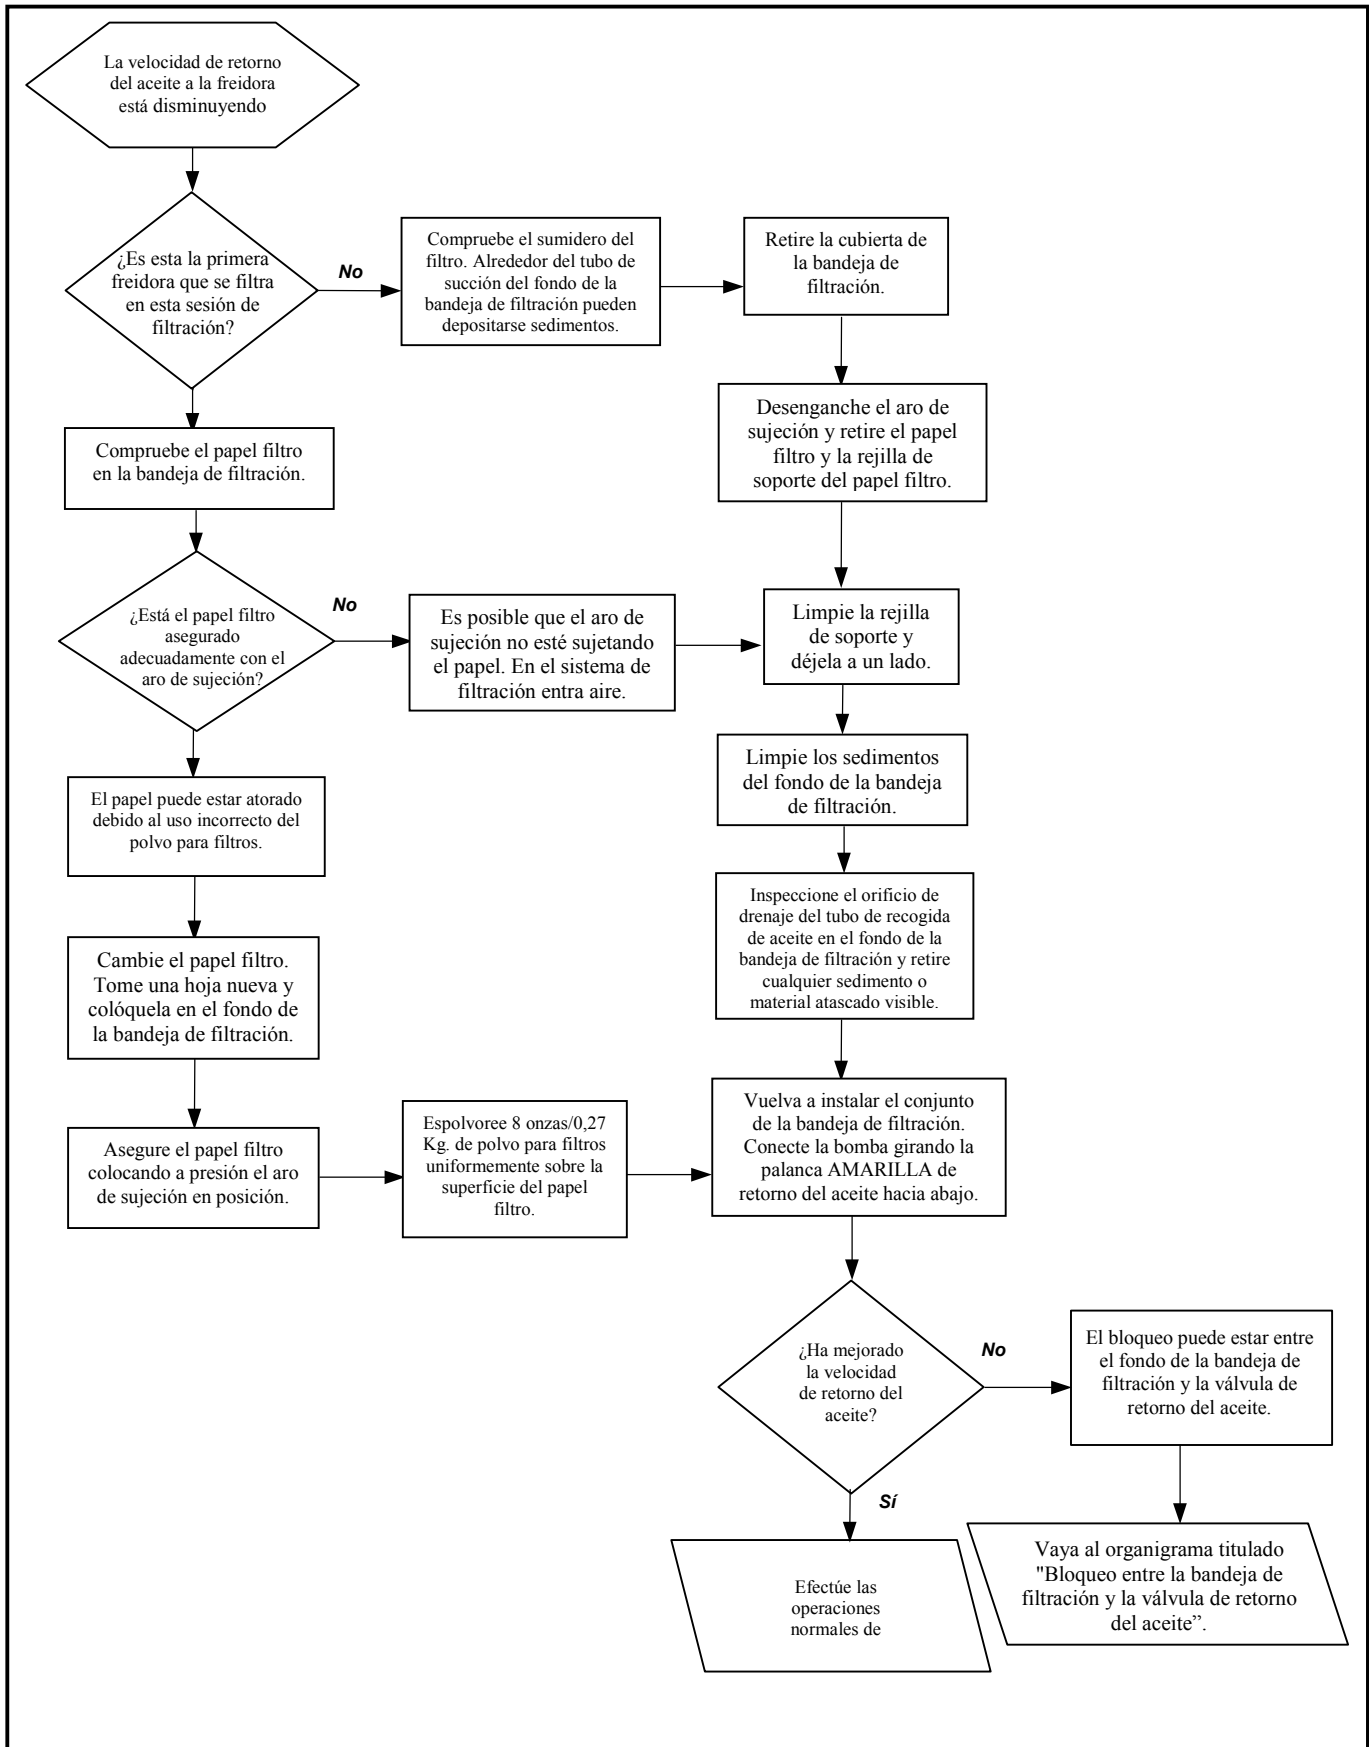 La velocidad de retorno
del aceite a la freidora
está disminuyendo
¿Es esta la primera
freidora que se filtra
en esta sesión de
filtración?
No
Compruebe el sumidero del
filtro. Alrededor del tubo de
succión del fondo de la
bandeja de filtración pueden
depositarse sedimentos.
Retire la cubierta de
la bandeja de
filtración.
Desenganche el aro de
sujeción y retire el papel
filtro y la rejilla de
soporte del papel filtro.
Compruebe el papel filtro
en la bandeja de filtración.
¿Está el papel filtro
asegurado
adecuadamente con el
aro de sujeción?
No
Es posible que el aro de
sujeción no esté sujetando
el papel. En el sistema de
filtración entra aire.
Limpie la rejilla
de soporte y
déjela a un lado.
Limpie los sedimentos
del fondo de la bandeja
de filtración.
El papel puede estar atorado
debido al uso incorrecto del
polvo para filtros.
Inspeccione el orificio de
drenaje del tubo de recogida
de aceite en el fondo de la
bandeja de filtración y retire
cualquier sedimento o
material atascado visible.
Cambie el papel filtro.
Tome una hoja nueva y
colóquela en el fondo de
la bandeja de filtración.
Asegure el papel filtro
colocando a presión el aro
de sujeción en posición.
Espolvoree 8 onzas/0,27
Kg. de polvo para filtros
uniformemente sobre la
superficie del papel
filtro.
Vuelva a instalar el conjunto
de la bandeja de filtración.
Conecte la bomba girando la
palanca AMARILLA de
retorno del aceite hacia abajo.
¿Ha mejorado
la velocidad
de retorno del
aceite?
No
El bloqueo puede estar entre
el fondo de la bandeja de
filtración y la válvula de
retorno del aceite.
Sí
Efectúe las
operaciones
normales de
Vaya al organigrama titulado
"Bloqueo entre la bandeja de
filtración y la válvula de retorno
del aceite”.